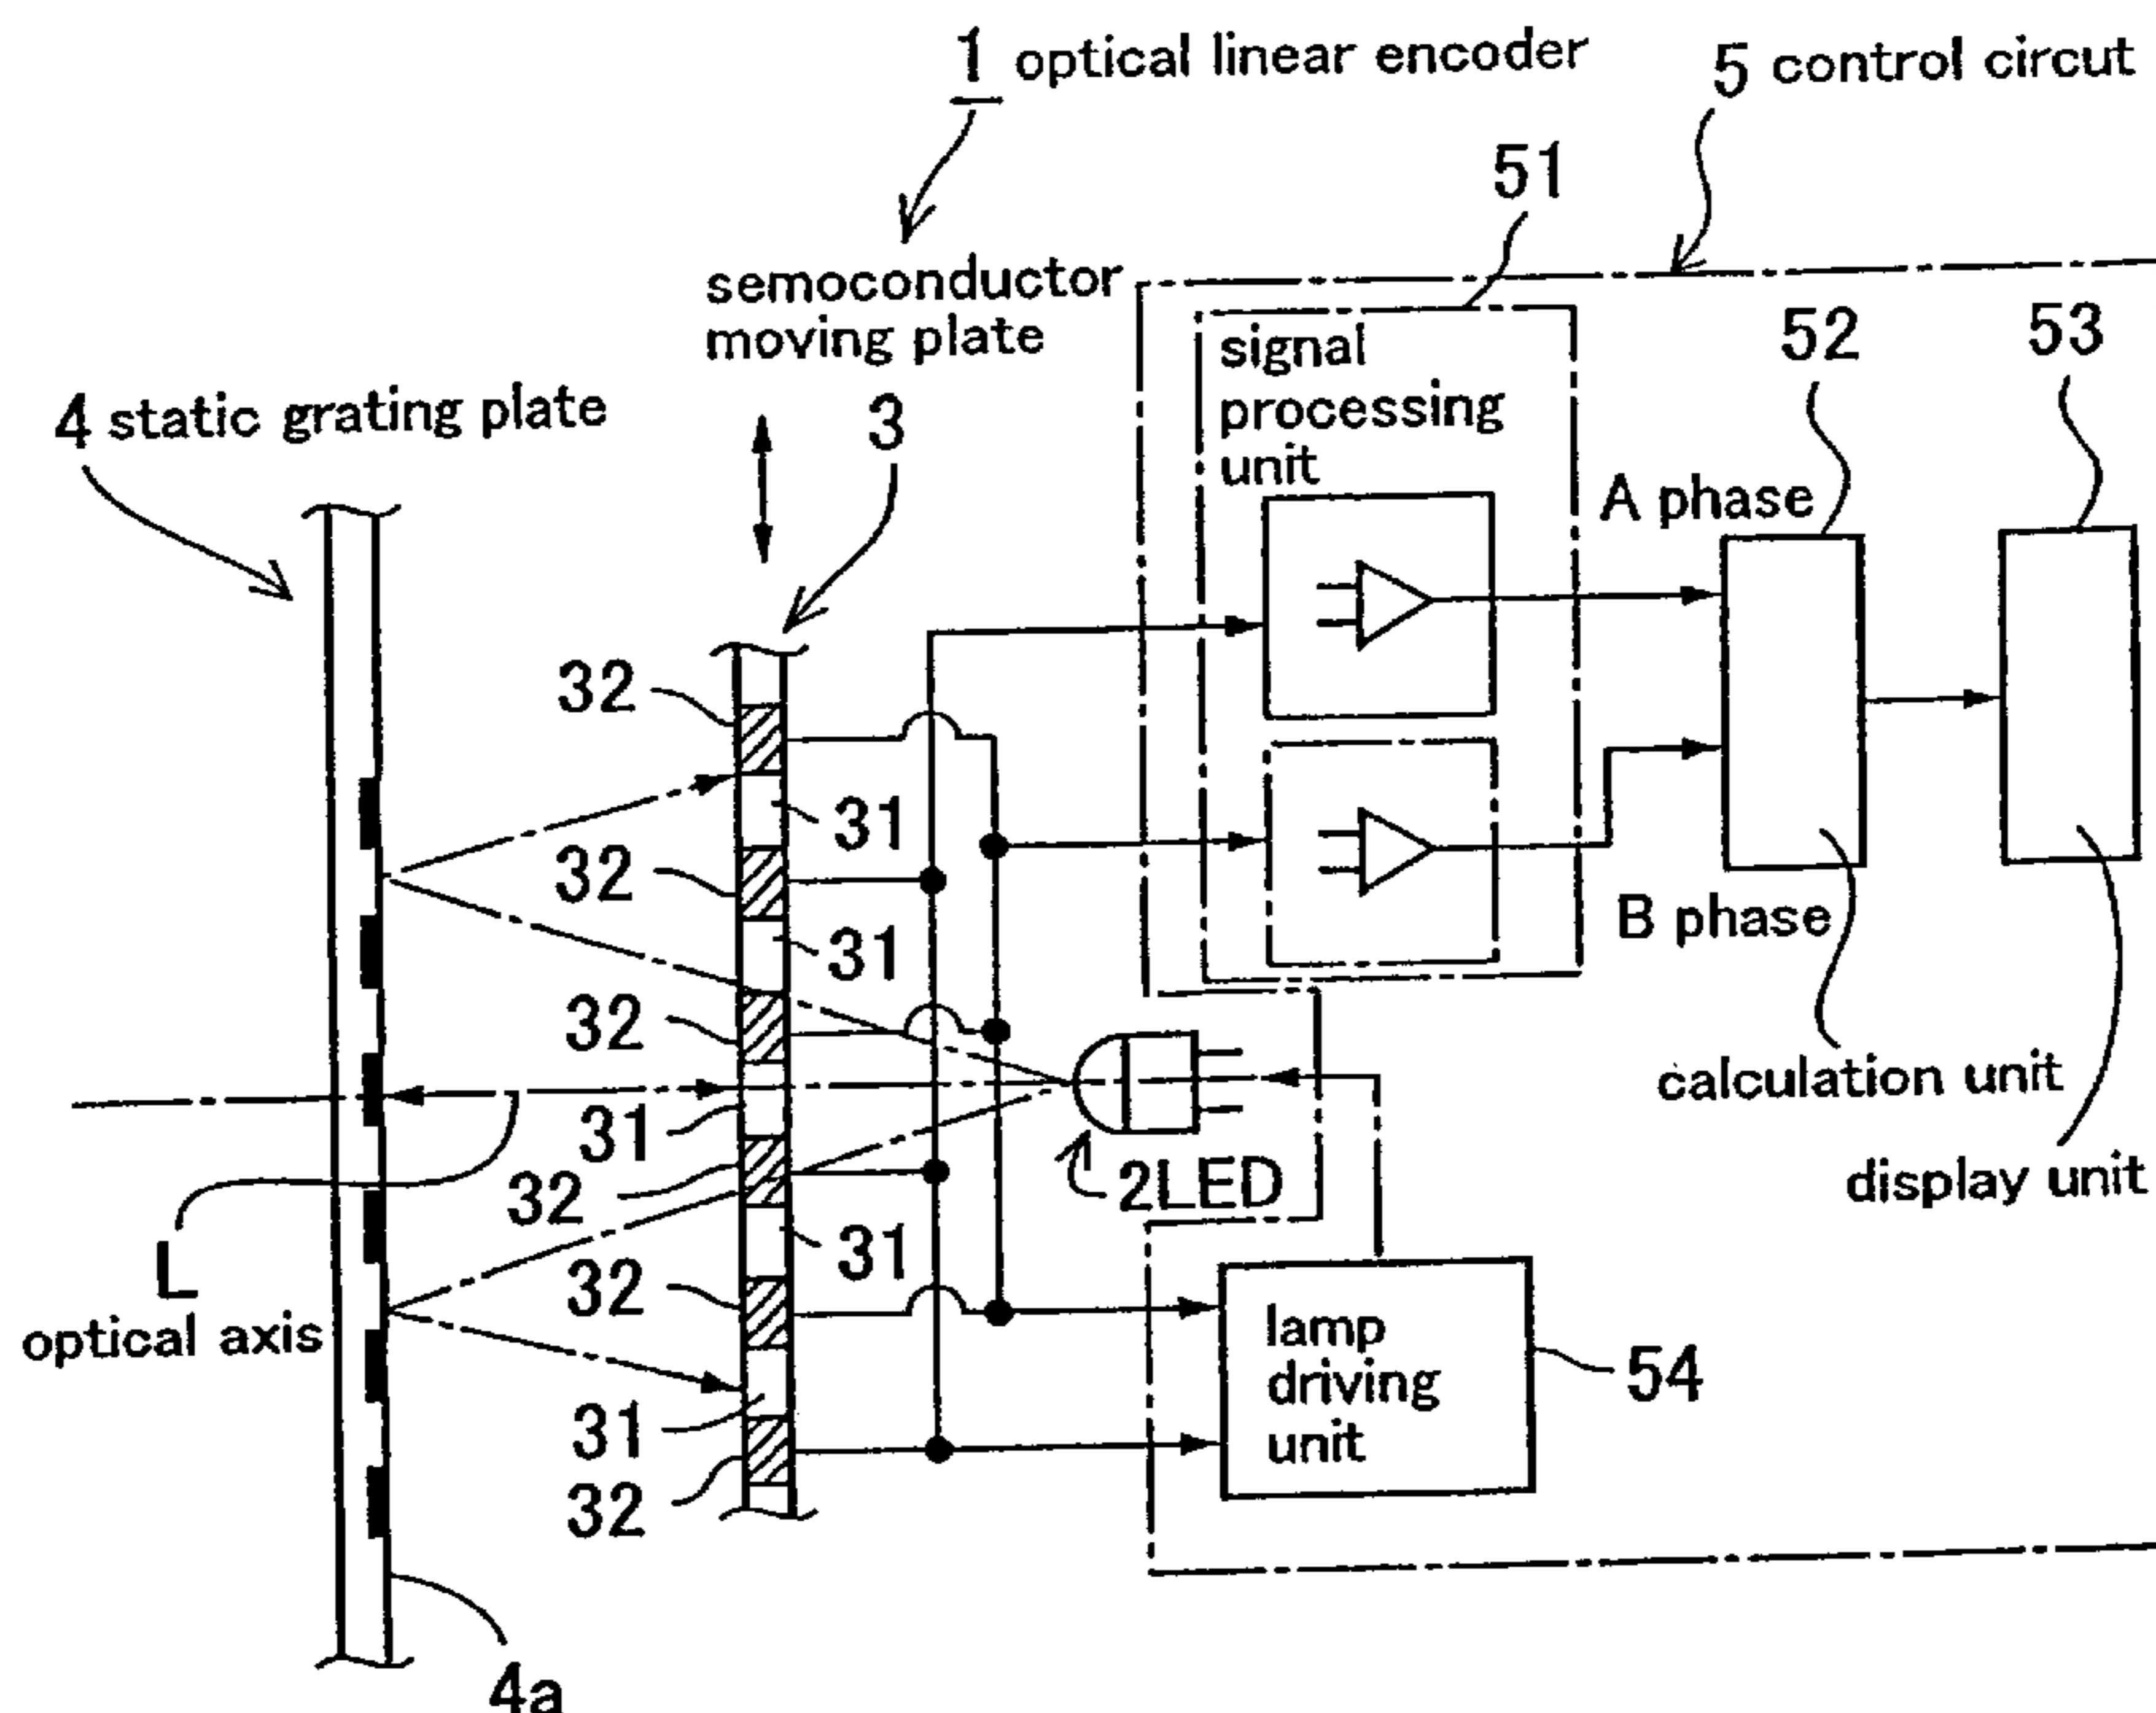 1 optical linear encoder
5 control circut
51
semoconductor
moving plate
signal
processing
unit
52
53
4 static grating plate
3
A phase
32
31
32
B phase
31
32
calculation unit
31
2LED
display unit
32
L
31
optical axis
32
lamp
driving
unit
54
31
32
4a